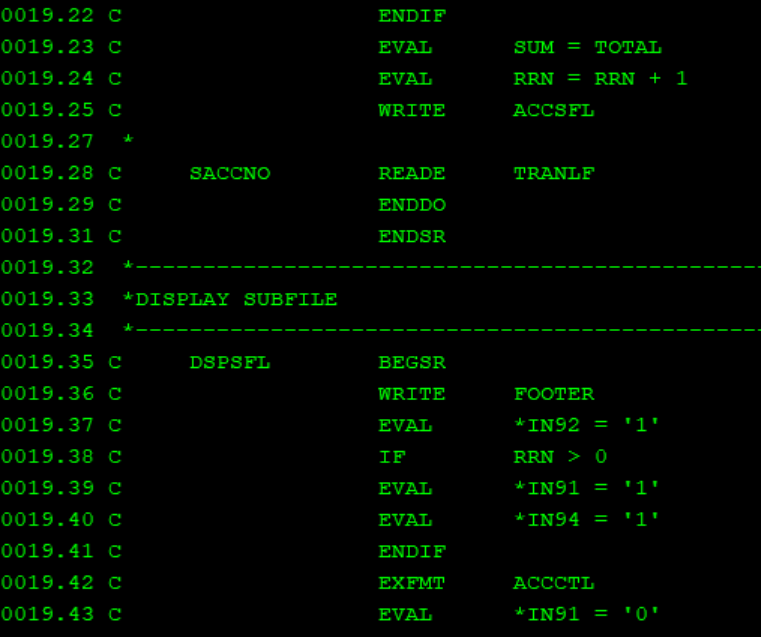 0019.22 C                   ENDIF
0019.23 C                   EVAL      SUM = TOTAL
0019.24 C                   EVAL      RRN = RRN + 1
0019.25 C                   WRITE     ACCSFL
0019.27  *
0019.28 C     SACCNO        READE     TRANLF
0019.29 C                   ENDDO
0019.31 C                   ENDSR
0019.32  *-----------------------------------------------
0019.33  *DISPLAY SUBFILE
0019.34  *-----------------------------------------------
0019.35 C     DSPSFL        BEGSR
0019.36 C                   WRITE     FOOTER
0019.37 C                   EVAL      *IN92 = '1'
0019.38 C                   IF        RRN > 0
0019.39 C                   EVAL      *IN91 = '1'
0019.40 C                   EVAL      *IN94 = '1'
0019.41 C                   ENDIF
0019.42 C                   EXFMT     ACCCTL
0019.43 C                   EVAL      *IN91 = '0'